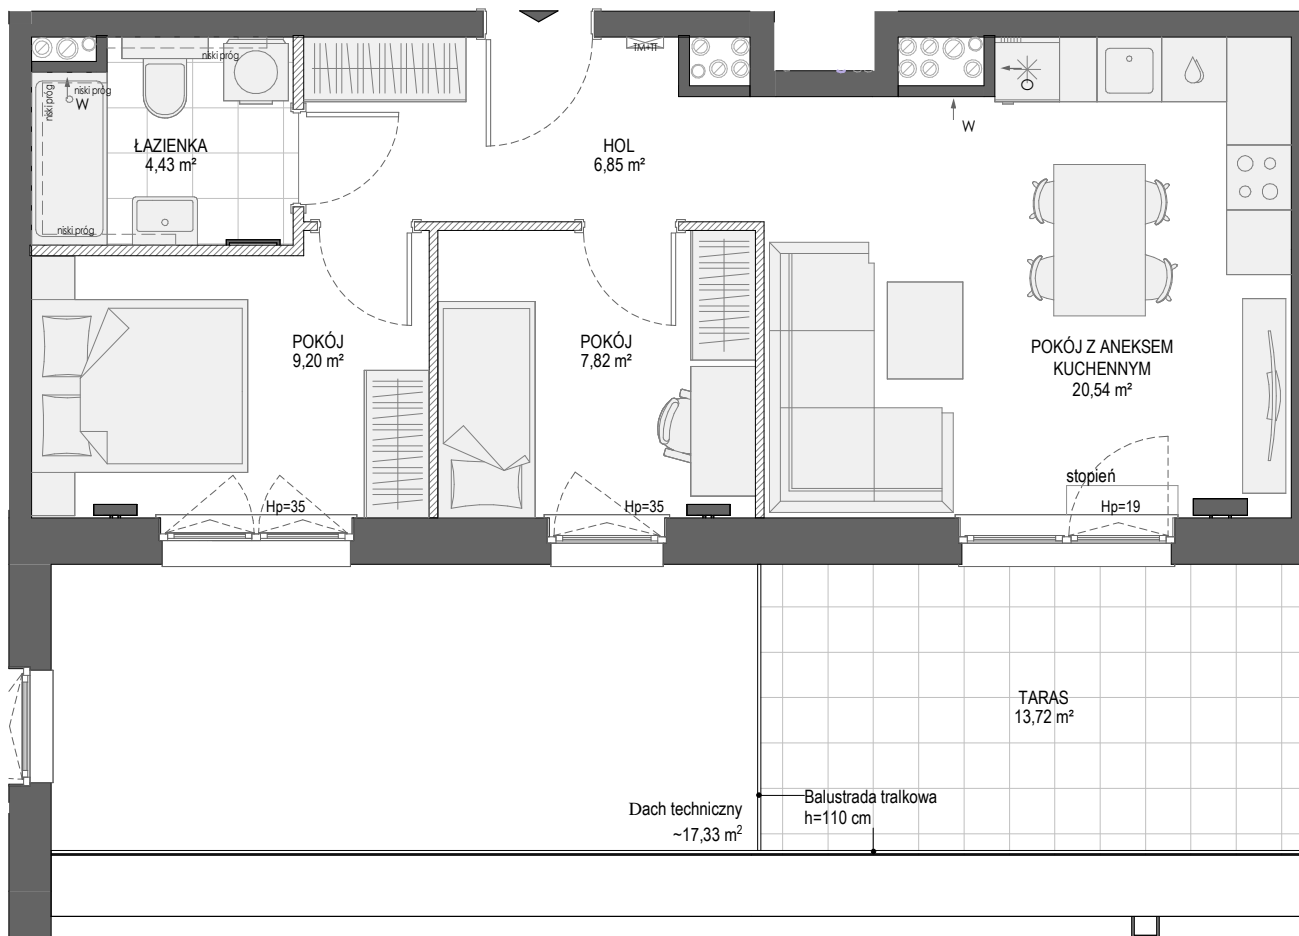 niski próg
TM+TT
niski próg
niski próg
W
W
ŁAZIENKA
4,43 m²
HOL
6,85 m²
niski próg
POKÓJ
9,20 m²
POKÓJ
7,82 m²
POKÓJ Z ANEKSEM
KUCHENNYM
20,54 m²
stopień
Hp=35
Hp=35
Hp=19
TARAS
13,72 m²
Dach techniczny
~17,33 m²
Balustrada tralkowa
h=110 cm